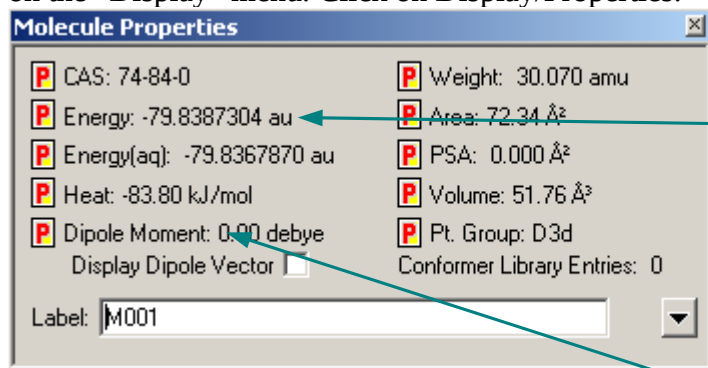 on the "Display" menu. Click on Display/Properties.
Molecule Properties
P CAS: 74-84-0
P Weight: 30.070 amu
P Energy: -79.8387304 au
P Area: 72.34 Å²
P Energy(aq): -79.8367870 au
P PSA: 0.000 Å²
P Heat: -83.80 kJ/mol
P Volume: 51.76 Å³
P Dipole Moment: 0.00 debye
P Pt. Group: D3d
Display Dipole Vector
Conformer Library Entries: 0
Label: M001